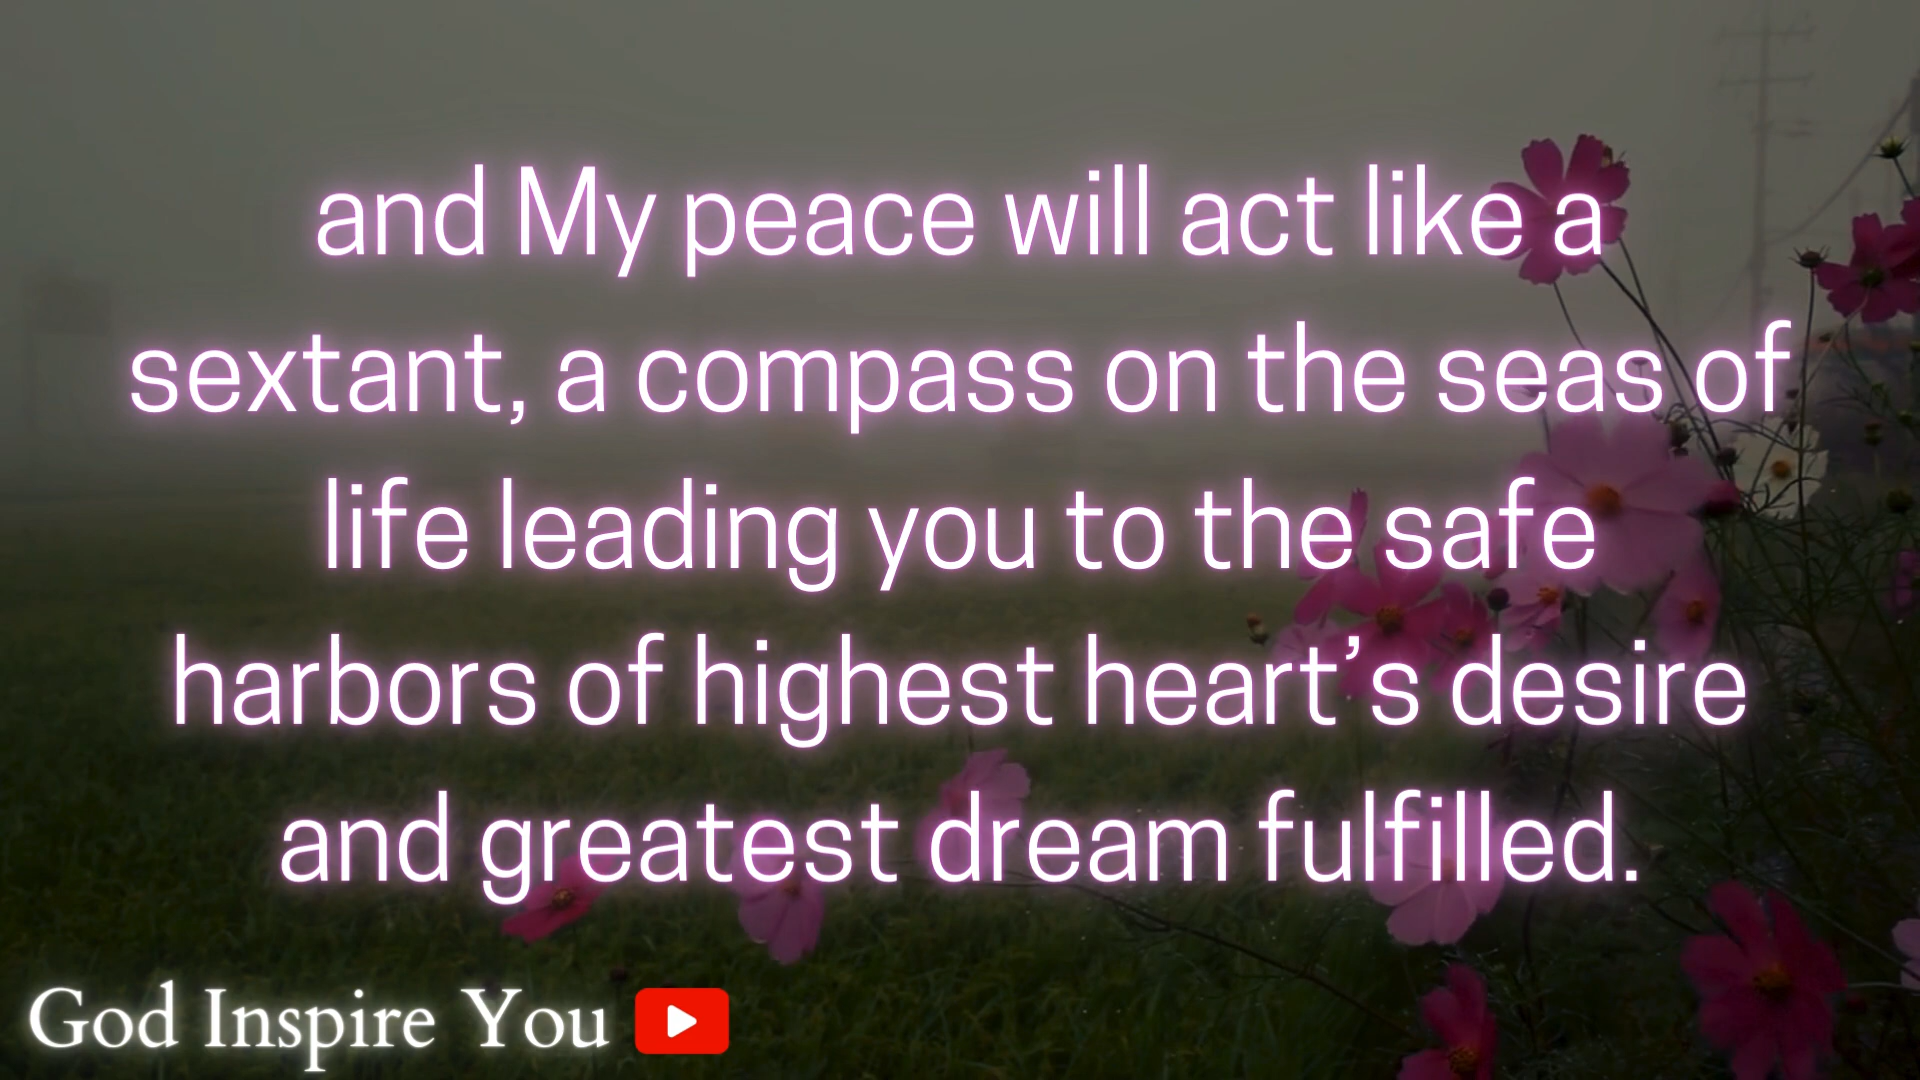 and My peace will act like a
sextant, a compass on the seas of
life leading you to the safe
harbors of highest heart’s desire
and greatest dream fulfilled.
God Inspire You